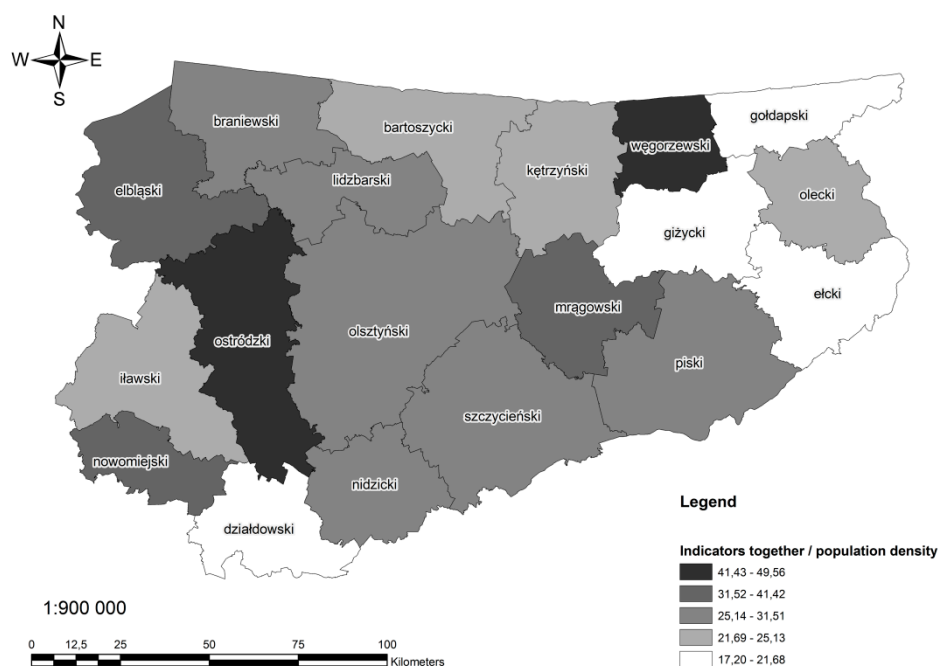 N
W E
S
braniewski
bartoszycki
gołdapski
węgorzewski
kętrzyński
lidzbarski
elbląski
olecki
giżycki
ełcki
mrągowski
olsztyński
ostródzki
piski
iławski
szczycieński
nowomiejski
nidzicki
działdowski
Legend
Indicators together / population density
41,43 - 49,56
31,52 - 41,42
25,14 - 31,51
21,69 - 25,13
17,20 - 21,68
1:900 000
0 12,5 25 50 75 100
Kilometers